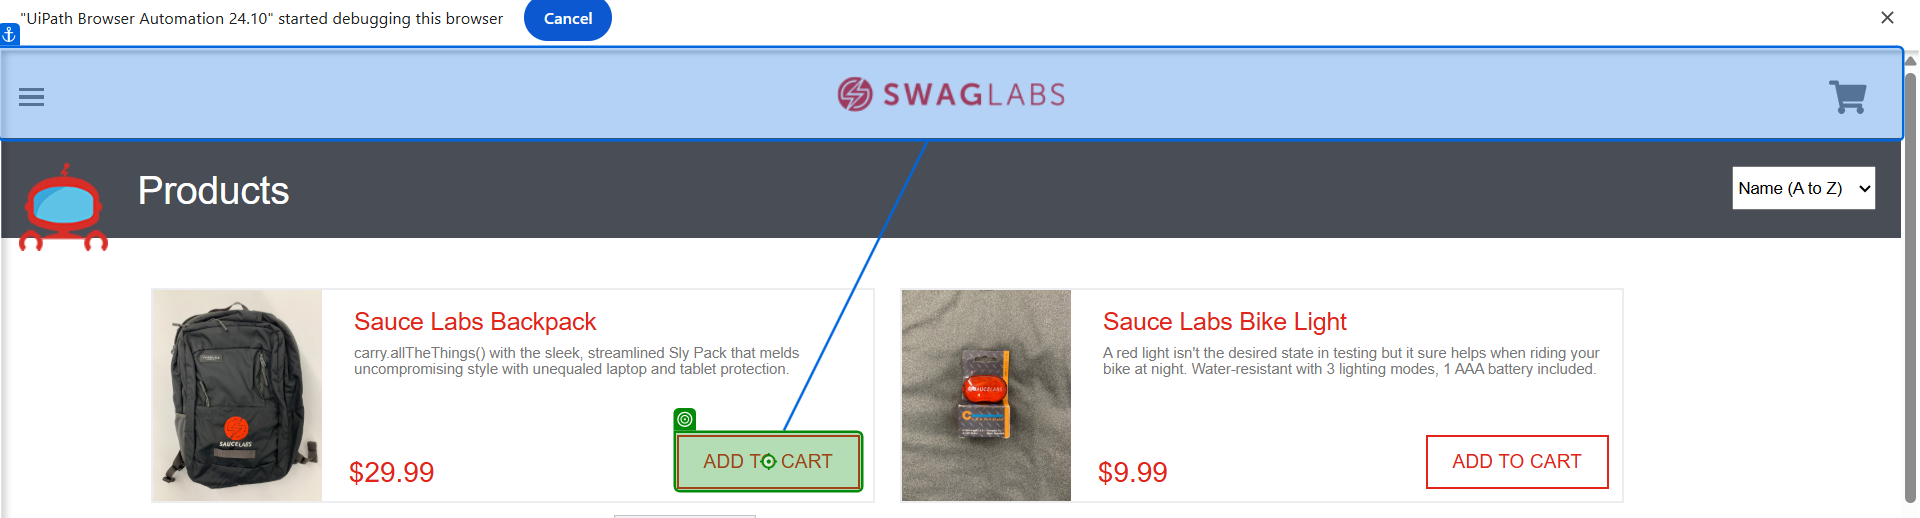 "UiPath Browser Automation 24.10" started debugging this browser
Cancel
SWAGLABS
Products
Name (A to Z)
Sauce Labs Backpack
carry.allTheThings() with the sleek, streamlined Sly Pack that melds
uncompromising style with unequaled laptop and tablet protection.
SAUCELABS
$29.99
ADD TO CART
Sauce Labs Bike Light
A red light isn't the desired state in testing but it sure helps when riding your
bike at night. Water-resistant with 3 lighting modes, 1 AAA battery included.
SAUCELABS
$9.99
ADD TO CART